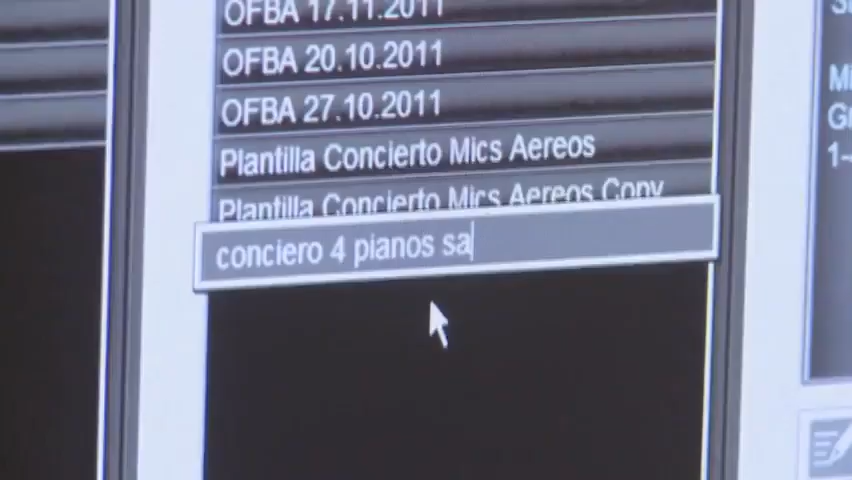 OFBA 17.11.2011
OFBA 20.10.2011
OFBA 27.10.2011
Plantilla Concierto Mics Aereos
Plantilla Concierto Mics Aereos Copy
conciero 4 pianos sa